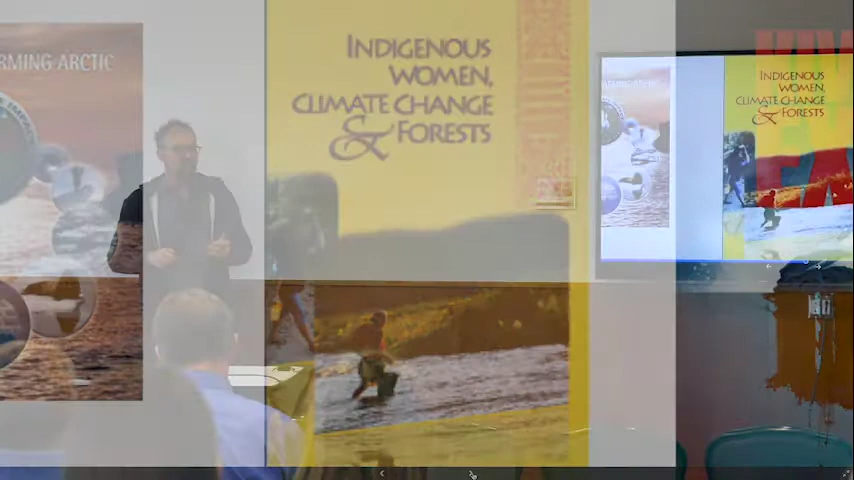 RMING ARCTIC
INDIGENOUS
WOMEN,
CLIMATE CHANGE
& FORESTS
INDIGENOUS
WOMEN,
CLIMATE CHANGE
& FORESTS